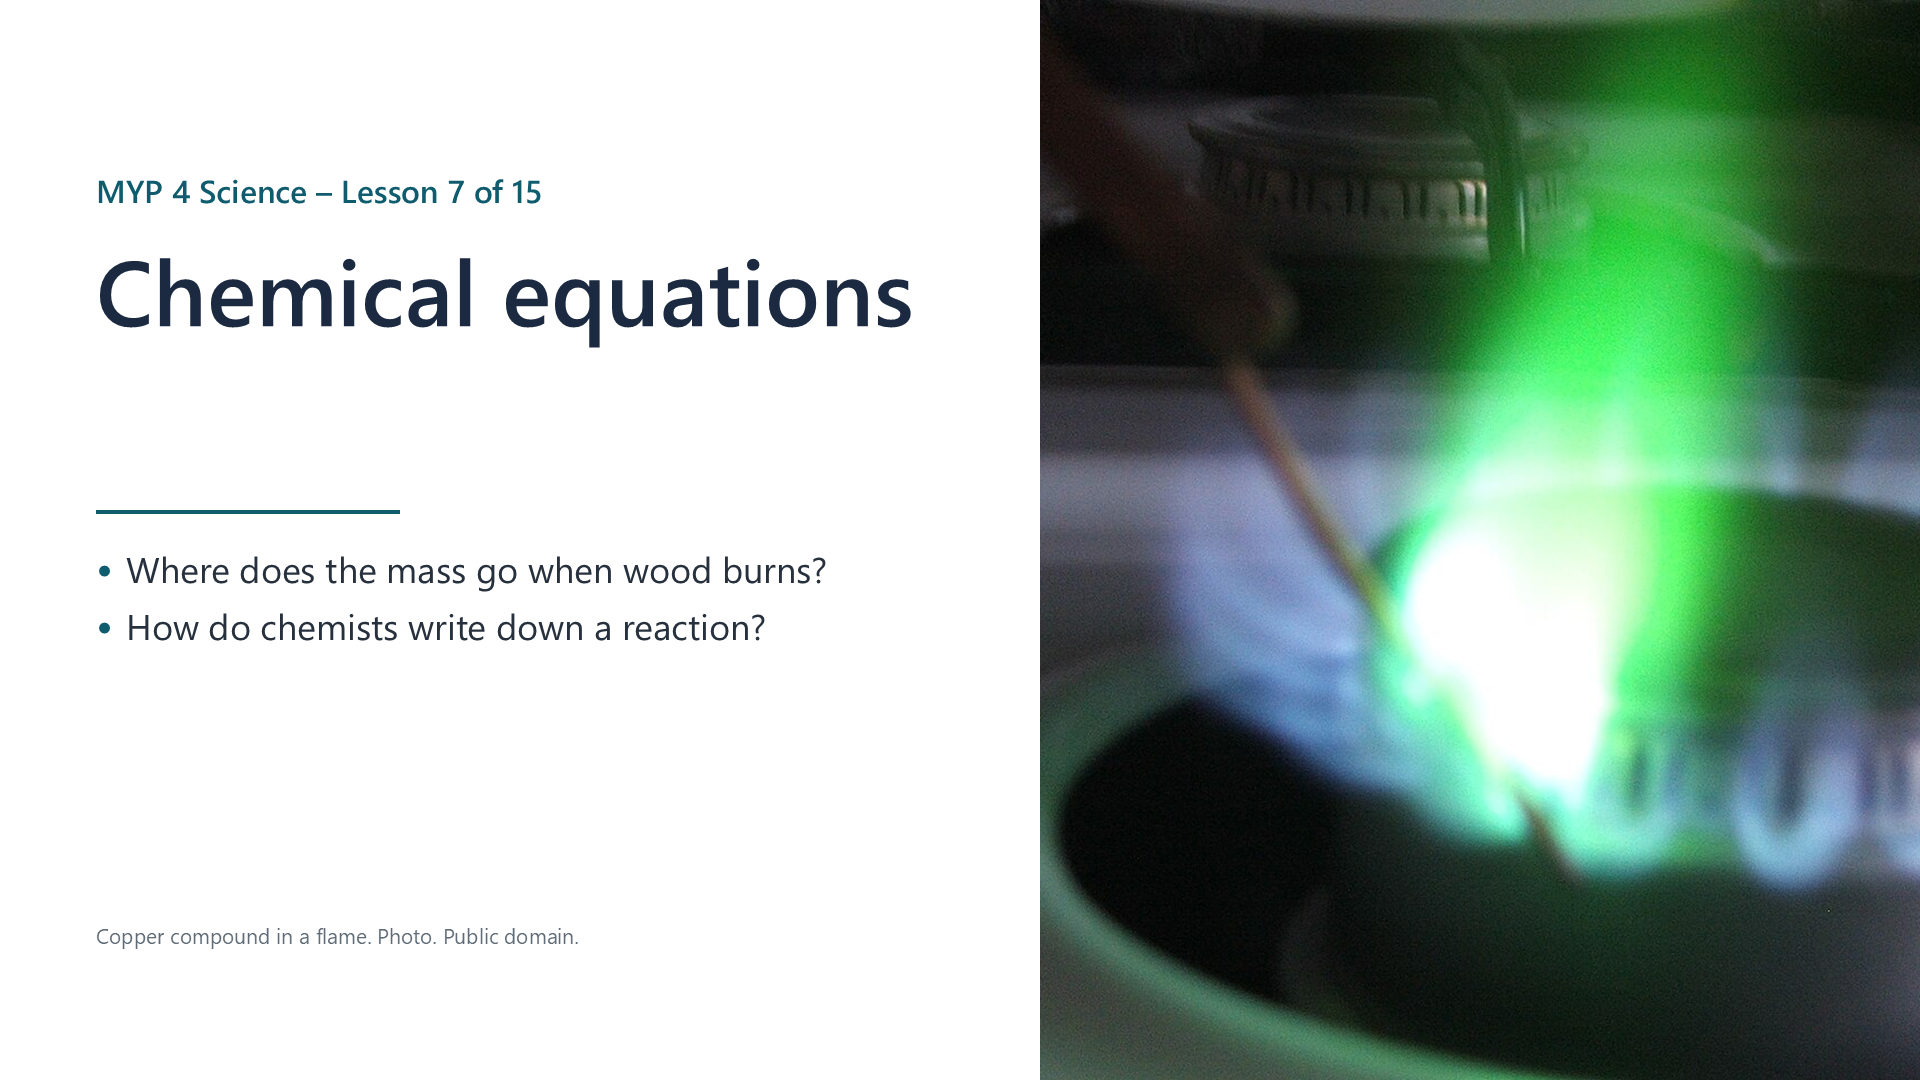 MYP 4 Science – Lesson 7 of 15
Chemical equations
• Where does the mass go when wood burns?
• How do chemists write down a reaction?
Copper compound in a flame. Photo. Public domain.